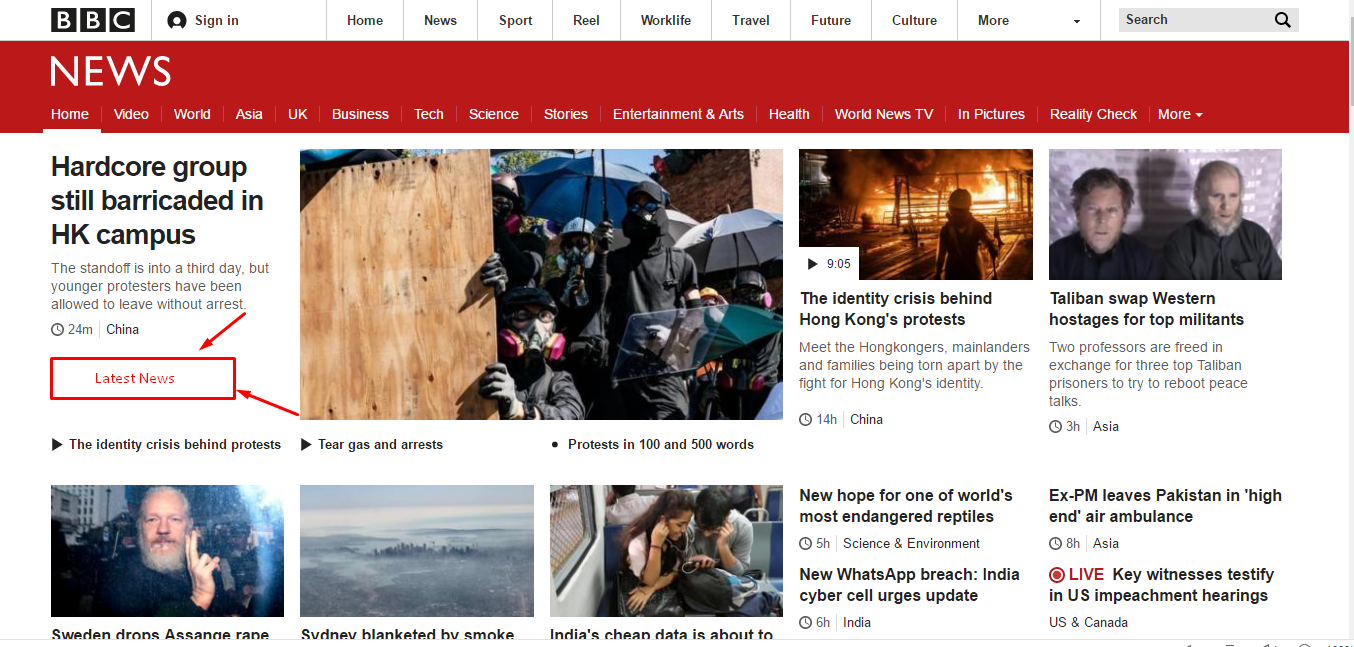 BBC
Sign in
Home
News
Sport
Reel
Worklife
Travel
Future
Culture
More
Search
NEWS
Home
Video
World
Asia
UK
Business
Tech
Science
Stories
Entertainment & Arts
Health
World News TV
In Pictures
Reality Check
More
Hardcore group
still barricaded in
HK campus
The standoff is into a third day, but
younger protesters have been
allowed to leave without arrest.
24m China
Latest News
9:05
The identity crisis behind
Hong Kong's protests
Meet the Hongkongers, mainlanders
and families being torn apart by the
fight for Hong Kong's identity.
14h China
Taliban swap Western
hostages for top militants
Two professors are freed in
exchange for three top Taliban
prisoners to try to reboot peace
talks.
3h Asia
The identity crisis behind protests
Tear gas and arrests
Protests in 100 and 500 words
Sweden drops Assange rape
Sydney blanketed by smoke
India's cheap data is about to
New hope for one of world's
most endangered reptiles
5h Science & Environment
New WhatsApp breach: India
cyber cell urges update
6h India
Ex-PM leaves Pakistan in 'high
end' air ambulance
8h Asia
LIVE Key witnesses testify
in US impeachment hearings
US & Canada